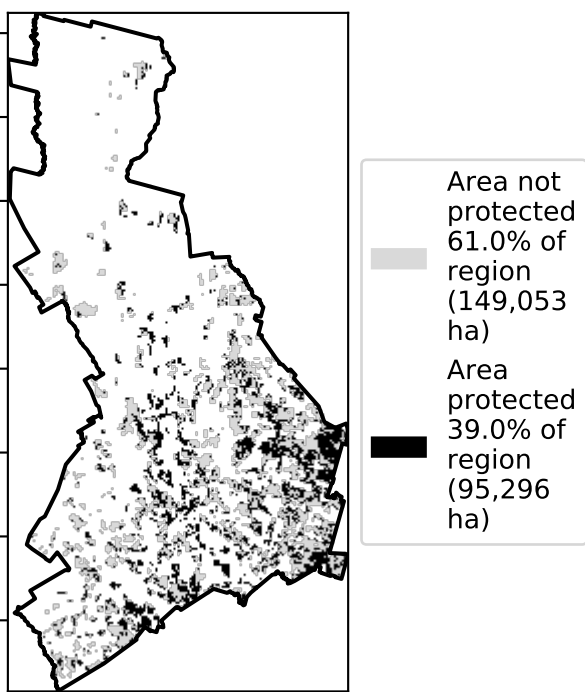 Area not
protected
61.0% of
region
(149,053
ha)
Area
protected
39.0% of
region
(95,296
ha)